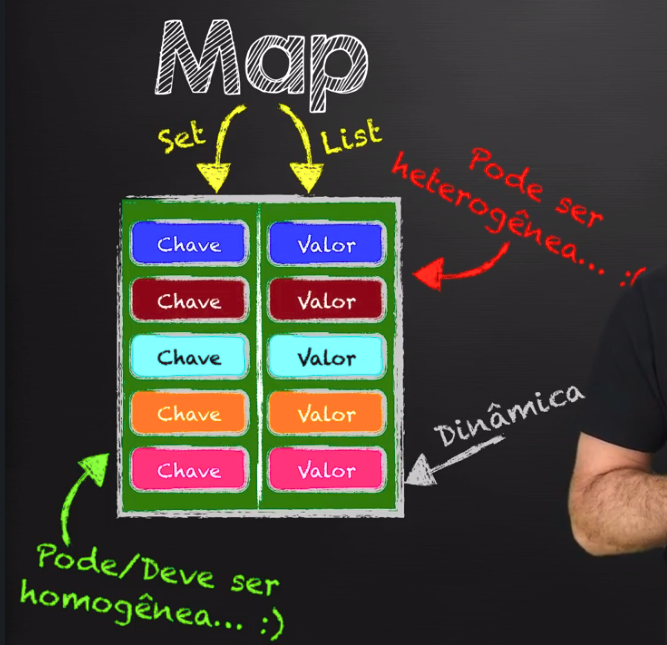 Map
Set
List
Pode ser
heterogênea... :(
Chave Valor
Chave Valor
Chave Valor
Chave Valor
Chave Valor
Dinâmica
Pode/Deve ser
homogênea... :)